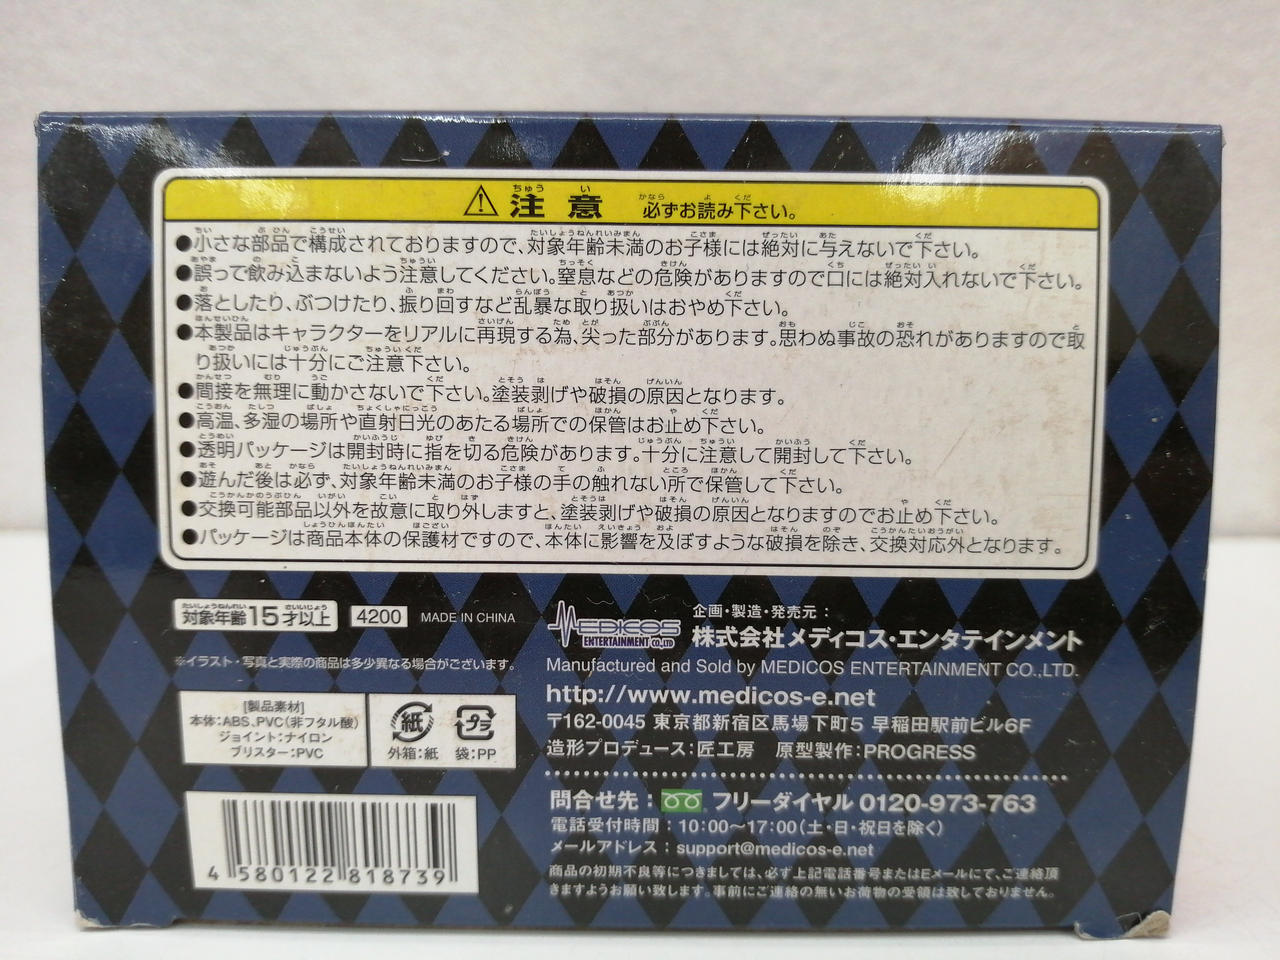 ⚠ 注意 必ずお読み下さい。
●小さな部品で構成されておりますので、対象年齢未満のお子様には絶対に与えないで下さい。
●誤って飲み込まないよう注意してください。窒息などの危険がありますので口には絶対入れないで下さい。
●落としたり、ぶつけたり、振り回すなど乱暴な取り扱いはおやめ下さい。
●本製品はキャラクターをリアルに再現する為、尖った部分があります。思わぬ事故の恐れがありますので取
り扱いには十分にご注意下さい。
●間接を無理に動かさないで下さい。塗装剥げや破損の原因となります。
●高温、多湿の場所や直射日光のあたる場所での保管はお止め下さい。
●透明パッケージは開封時に指を切る危険があります。十分に注意して開封して下さい。
●遊んだ後は必ず、対象年齢未満のお子様の手の触れない所で保管して下さい。
●交換可能部品以外を故意に取り外しますと、塗装剥げや破損の原因となりますのでお止め下さい。
●パッケージは商品本体の保護材ですので、本体に影響を及ぼすような破損を除き、交換対応外となります。
対象年齢15才以上 4200 MADE IN CHINA
※イラスト・写真と実際の商品は多少異なる場合がございます。
[製品素材]
本体:ABS、PVC(非フタル酸)
ジョイント:ナイロン
ブリスター:PVC
紙 プラ
外箱:紙 袋:PP
4 580122 818739
MEDICOS
ENTERTAINMENT CO.,LTD
企画・製造・発売元:
株式会社メディコス・エンタテインメント
Manufactured and Sold by MEDICOS ENTERTAINMENT CO.,LTD.
http://www.medicos-e.net
〒162-0045 東京都新宿区馬場下町5 早稲田駅前ビル6F
造形プロデュース:匠工房 原型製作:PROGRESS
問合せ先: フリーダイヤル 0120-973-763
電話受付時間:10:00〜17:00(土・日・祝日を除く)
メールアドレス:support@medicos-e.net
商品の初期不良等につきましては、必ず上記電話番号またはEメールにて、ご連絡頂
きますようお願い致します。事前にご連絡の無いお荷物の受領は致しておりません。